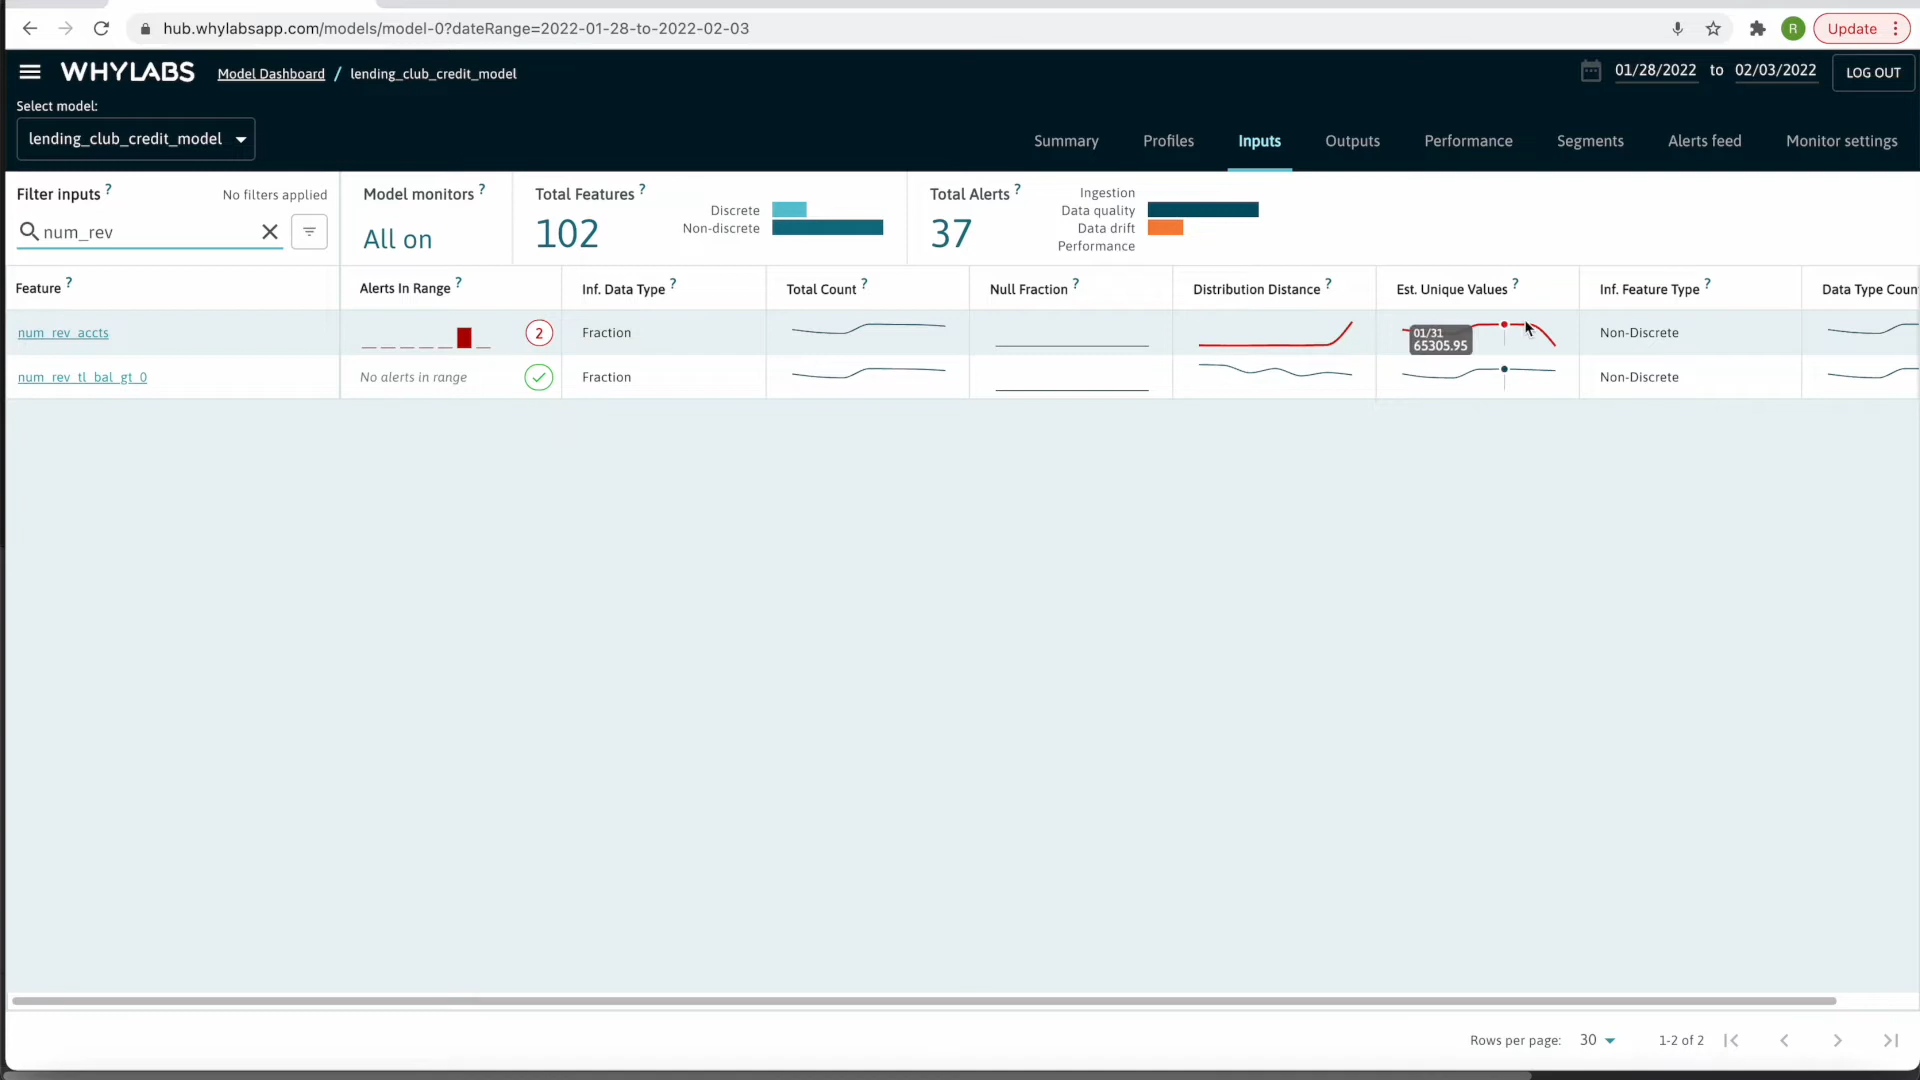 hub.whylabsapp.com/models/model-0?dateRange=2022-01-28-to-2022-02-03
R
Update
WHYLABS
Model Dashboard / lending_club_credit_model
01/28/2022 to 02/03/2022
LOG OUT
Select model:
lending_club_credit_model
Summary
Profiles
Inputs
Outputs
Performance
Segments
Alerts feed
Monitor settings
Filter inputs ?
No filters applied
num_rev
Model monitors ?
All on
Total Features ?
102
Discrete
Non-discrete
Total Alerts ?
37
Ingestion
Data quality
Data drift
Performance
Feature ?
Alerts In Range ?
Inf. Data Type ?
Total Count ?
Null Fraction ?
Distribution Distance ?
Est. Unique Values ?
Inf. Feature Type ?
Data Type Coun
num_rev_accts
2
Fraction
01/31
65305.95
Non-Discrete
num_rev_tl_bal_gt_0
No alerts in range
Fraction
Non-Discrete
Rows per page: 30
1-2 of 2